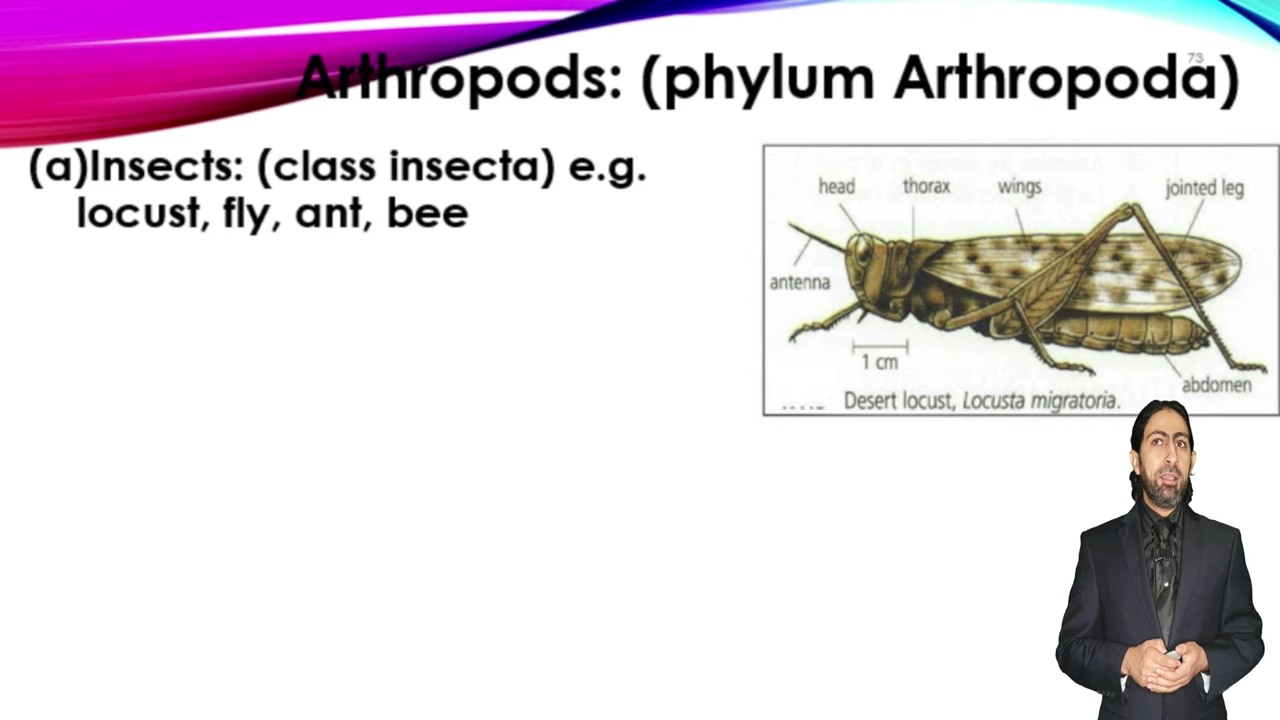 73
Arthropods: (phylum Arthropoda)
(a)Insects: (class insecta) e.g.
locust, fly, ant, bee
head thorax wings jointed leg
antenna
1 cm
abdomen
Desert locust, Locusta migratoria.